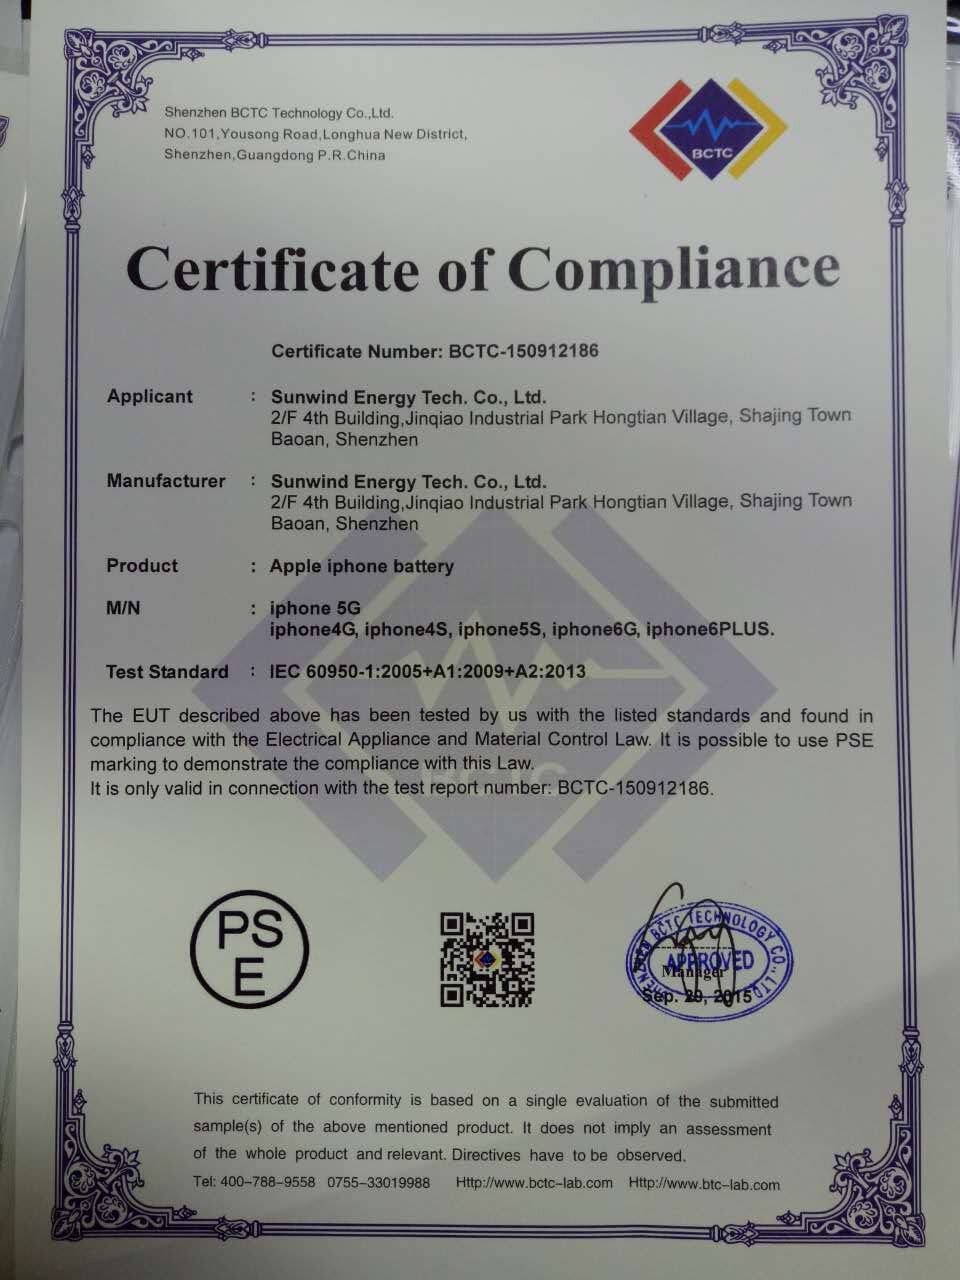 Shenzhen BCTC Technology Co.,Ltd.
NO.101,Yousong Road,Longhua New District,
Shenzhen,Guangdong P.R.China
BCTC
Certificate of Compliance
Certificate Number: BCTC-150912186
Applicant : Sunwind Energy Tech. Co., Ltd.
2/F 4th Building,Jinqiao Industrial Park Hongtian Village, Shajing Town
Baoan, Shenzhen
Manufacturer : Sunwind Energy Tech. Co., Ltd.
2/F 4th Building,Jinqiao Industrial Park Hongtian Village, Shajing Town
Baoan, Shenzhen
Product : Apple iphone battery
M/N : iphone 5G
iphone4G, iphone4S, iphone5S, iphone6G, iphone6PLUS.
Test Standard : IEC 60950-1:2005+A1:2009+A2:2013
The EUT described above has been tested by us with the listed standards and found in
compliance with the Electrical Appliance and Material Control Law. It is possible to use PSE
marking to demonstrate the compliance with this Law.
BCTC
It is only valid in connection with the test report number: BCTC-150912186.
PS
E
SHENZHEN BCTC TECHNOLOGY CO.,LTD
APPROVED
Manager
Sep. 29, 2015
This certificate of conformity is based on a single evaluation of the submitted
sample(s) of the above mentioned product. It does not imply an assessment
of the whole product and relevant. Directives have to be observed.
Tel: 400-788-9558 0755-33019988 Http://www.bctc-lab.com Http://www.btc-lab.com